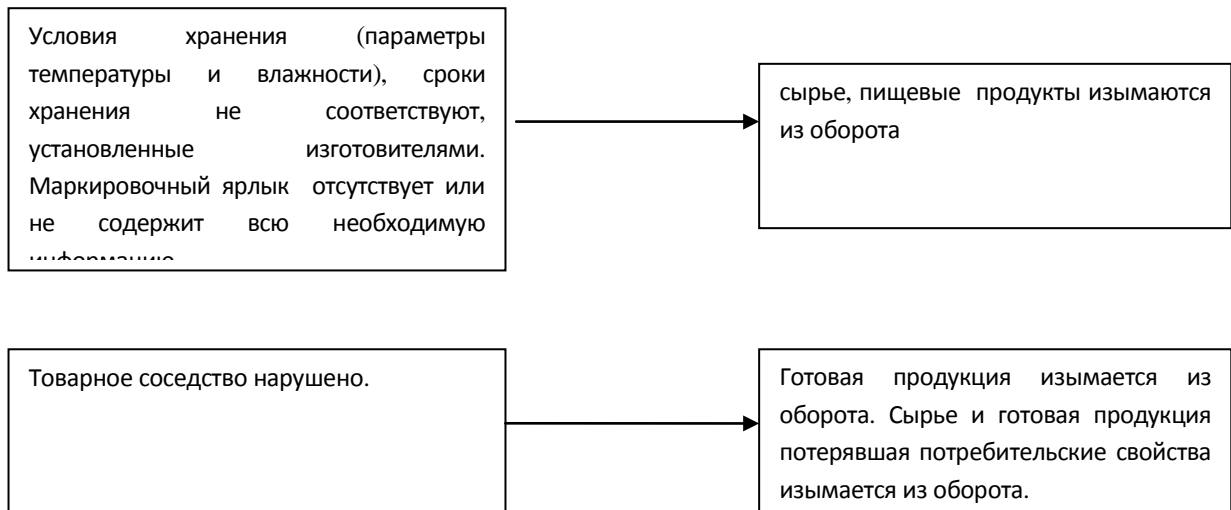 Условия хранения (параметры
температуры и влажности), сроки
хранения не соответствуют,
установленные изготовителями.
Маркировочный ярлык отсутствует или
не содержит всю необходимую
сырье, пищевые продукты изымаются
из оборота
Товарное соседство нарушено.
Готовая продукция изымается из
оборота. Сырье и готовая продукция
потерявшая потребительские свойства
изымается из оборота.